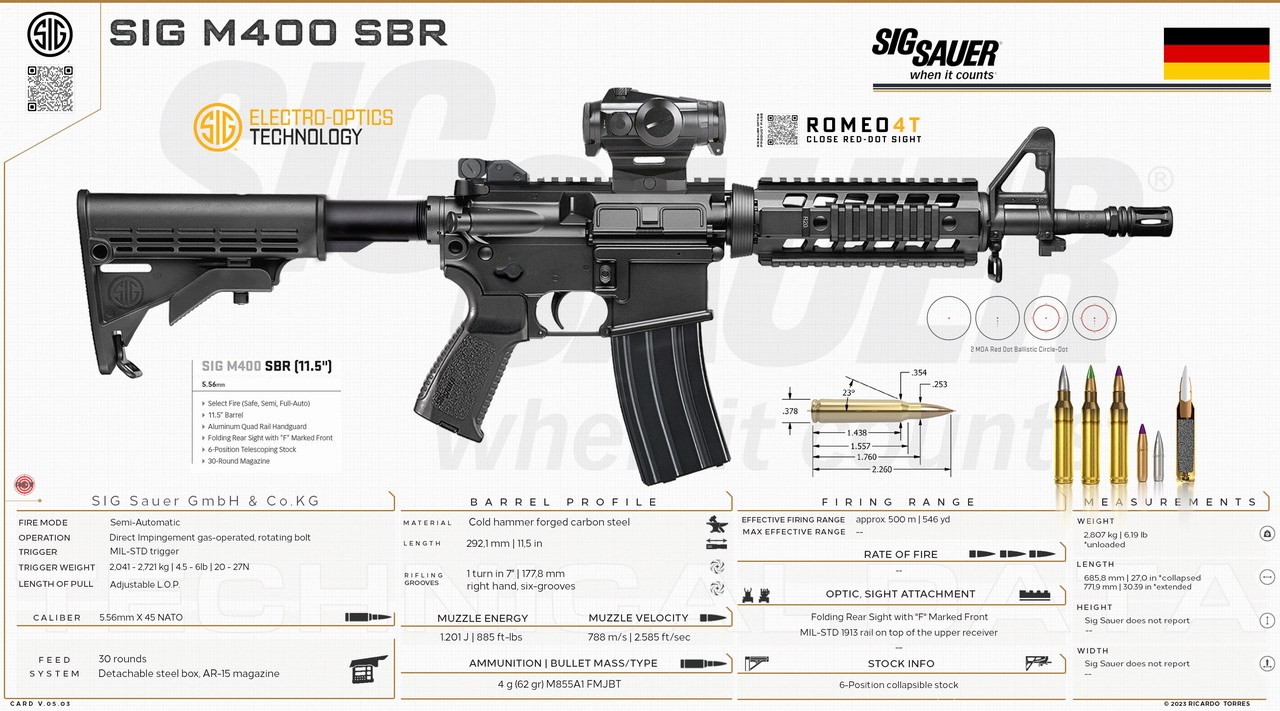 SIG M400 SBR
SIG
SIG SAUER
when it counts
SIG
ELECTRO-OPTICS
TECHNOLOGY
ROMEO4T
CLOSE RED-DOT SIGHT
SIG SAUER®
when it counts
R20
SIG
2 MOA Red Dot Ballistic Circle-Dot
SIG M400 SBR (11.5")
5.56mm
Select Fire (Safe, Semi, Full-Auto)
11.5" Barrel
Aluminum Quad Rail Handguard
Folding Rear Sight with "F" Marked Front
6-Position Telescoping Stock
30-Round Magazine
.354
.253
23°
.378
1.438
1.557
1.760
2.260
SIG Sauer GmbH & Co.KG
FIRE MODE Semi-Automatic
OPERATION Direct Impingement gas-operated, rotating bolt
TRIGGER MIL-STD trigger
TRIGGER WEIGHT 2,041 - 2,721 kg | 4.5 - 6lb | 20 - 27N
LENGTH OF PULL Adjustable L.O.P.
CALIBER 5.56mm X 45 NATO
FEED SYSTEM
30 rounds
Detachable steel box, AR-15 magazine
BARREL PROFILE
MATERIAL Cold hammer forged carbon steel
LENGTH 292,1 mm | 11,5 in
RIFLING GROOVES
1 turn in 7" | 177,8 mm
right hand, six-grooves
MUZZLE ENERGY MUZZLE VELOCITY
1.201 J | 885 ft-lbs 788 m/s | 2.585 ft/sec
AMMUNITION | BULLET MASS/TYPE
4 g (62 gr) M855A1 FMJBT
FIRING RANGE
EFFECTIVE FIRING RANGE approx. 500 m | 546 yd
MAX EFFECTIVE RANGE --
RATE OF FIRE
--
OPTIC, SIGHT ATTACHMENT
Folding Rear Sight with "F" Marked Front
MIL-STD 1913 rail on top of the upper receiver
--
STOCK INFO
6-Position collapsible stock
MEASUREMENTS
WEIGHT
2.807 kg | 6.19 lb
*unloaded
LENGTH
685,8 mm | 27,0 in *collapsed
771,9 mm | 30.39 in *extended
HEIGHT
Sig Sauer does not report
--
WIDTH
Sig Sauer does not report
--
TECHNICAL DATA
CARD V.05.03
© 2023 RICARDO TORRES